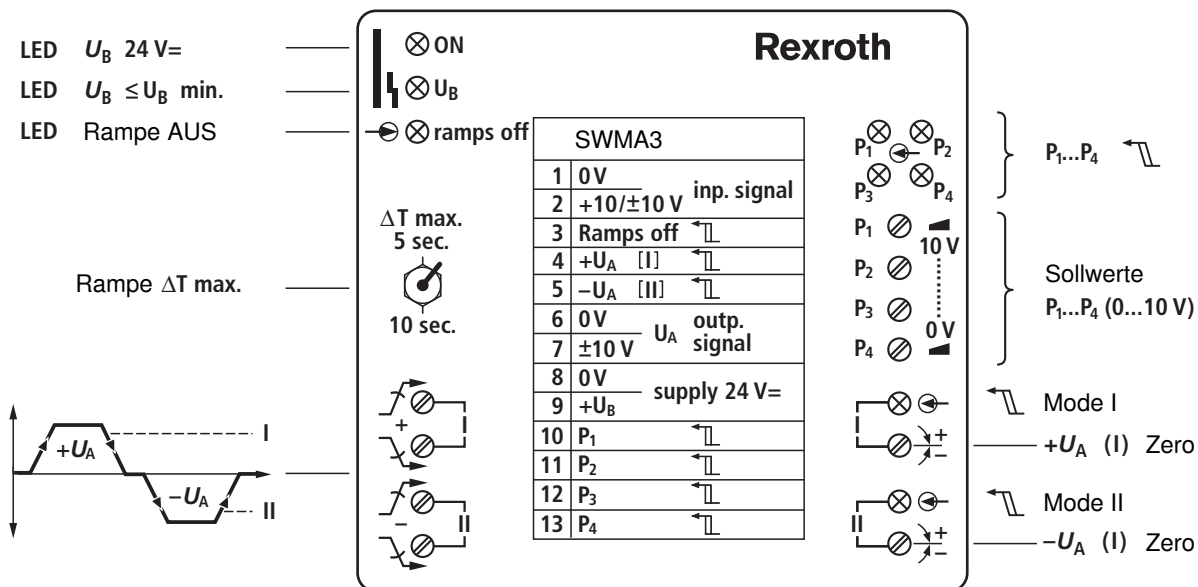 LED U_B 24 V=
LED U_B ≤ U_B min.
LED Rampe AUS
Rampe ΔT max.
+U_A
I
−U_A
II
ON
U_B
ramps off
ΔT max.
5 sec.
10 sec.
+
I
−
II
Rexroth
SWMA3
1 0 V
2 +10/±10 V
inp. signal
3 Ramps off
4 +U_A [I]
5 −U_A [II]
6 0 V
7 ±10 V
U_A outp. signal
8 0 V
9 +U_B
supply 24 V=
10 P₁
11 P₂
12 P₃
13 P₄
P₁ P₂
P₃ P₄
P₁
10 V
P₂
P₃
0 V
P₄
I
+
−
II
+
−
P₁...P₄
Sollwerte
P₁...P₄ (0...10 V)
Mode I
+U_A (I) Zero
Mode II
−U_A (I) Zero